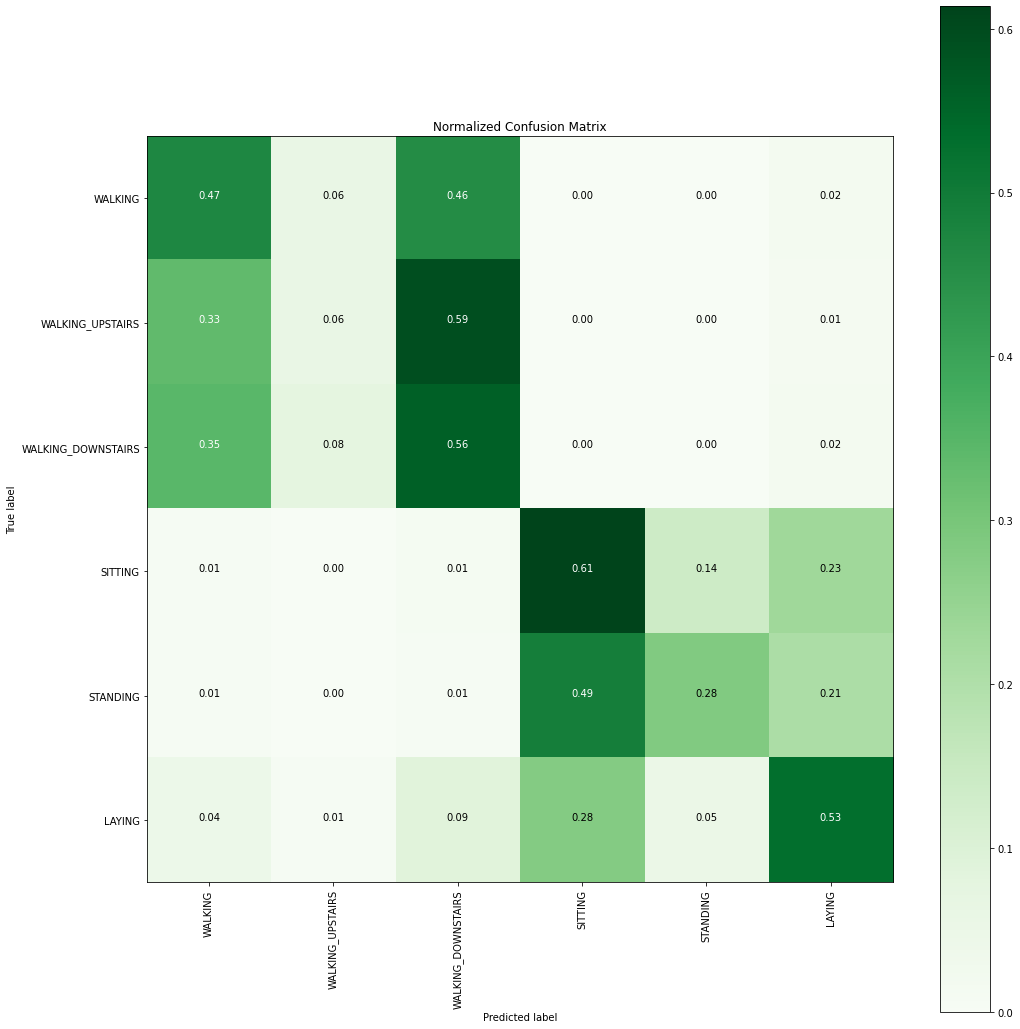 Normalized Confusion Matrix
WALKING 0.47 0.06 0.46 0.00 0.00 0.02
WALKING_UPSTAIRS 0.33 0.06 0.59 0.00 0.00 0.01
WALKING_DOWNSTAIRS 0.35 0.08 0.56 0.00 0.00 0.02
True label
SITTING 0.01 0.00 0.01 0.61 0.14 0.23
STANDING 0.01 0.00 0.01 0.49 0.28 0.21
LAYING 0.04 0.01 0.09 0.28 0.05 0.53
WALKING
WALKING_UPSTAIRS
WALKING_DOWNSTAIRS
SITTING
STANDING
LAYING
Predicted label
0.6
0.5
0.4
0.3
0.2
0.1
0.0